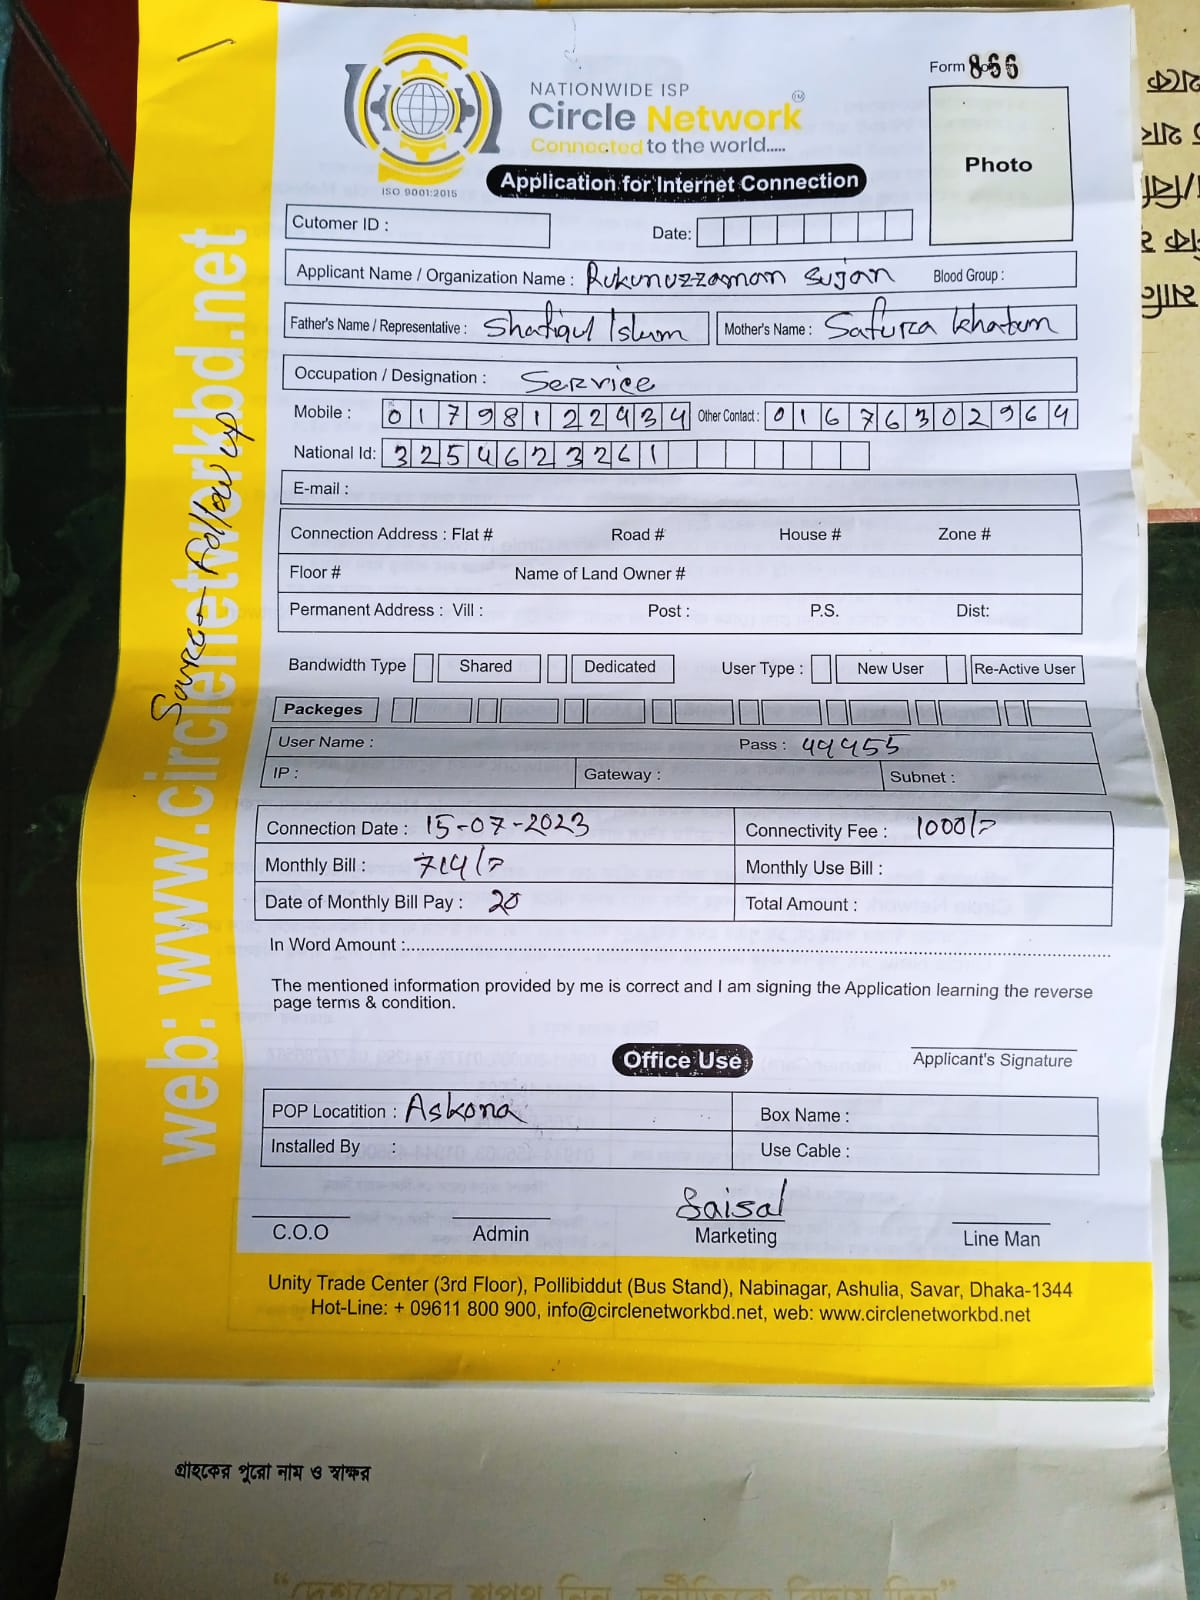 Form No: 866
NATIONWIDE ISP
Circle Network TM
Connected to the world.....
ISO 9001:2015
Application for Internet Connection
Photo
Cutomer ID :
Date:
Applicant Name / Organization Name : Rukunuzzaman Sujan Blood Group :
Father's Name / Representative : Shafiqul Islam Mother's Name : Safura Khatun
Occupation / Designation : Service
Mobile : 01798122434 Other Contact : 01676302964
National Id: 3254623261
E-mail :
Connection Address : Flat # Road # House # Zone #
Floor # Name of Land Owner #
Permanent Address : Vill : Post : P.S. Dist:
Bandwidth Type Shared Dedicated User Type : New User Re-Active User
Packeges
User Name : Pass : 44455
IP : Gateway : Subnet :
Connection Date : 15-07-2023 Connectivity Fee : 1000/=
Monthly Bill : 714/= Monthly Use Bill :
Date of Monthly Bill Pay : 20 Total Amount :
In Word Amount :
The mentioned information provided by me is correct and I am signing the Application learning the reverse
page terms & condition.
Applicant's Signature
Office Use
POP Locatition : Askona Box Name :
Installed By : Use Cable :
Saisal
C.O.O Admin Marketing Line Man
Unity Trade Center (3rd Floor), Pollibiddut (Bus Stand), Nabinagar, Ashulia, Savar, Dhaka-1344
Hot-Line: + 09611 800 900, info@circlenetworkbd.net, web: www.circlenetworkbd.net
web: www.circlenetworkbd.net
Source - Follow up
গ্রাহকের পুরো নাম ও স্বাক্ষর
"দেশপ্রেমের শপথ নিন, দুর্নীতিকে বিদায় দিন"